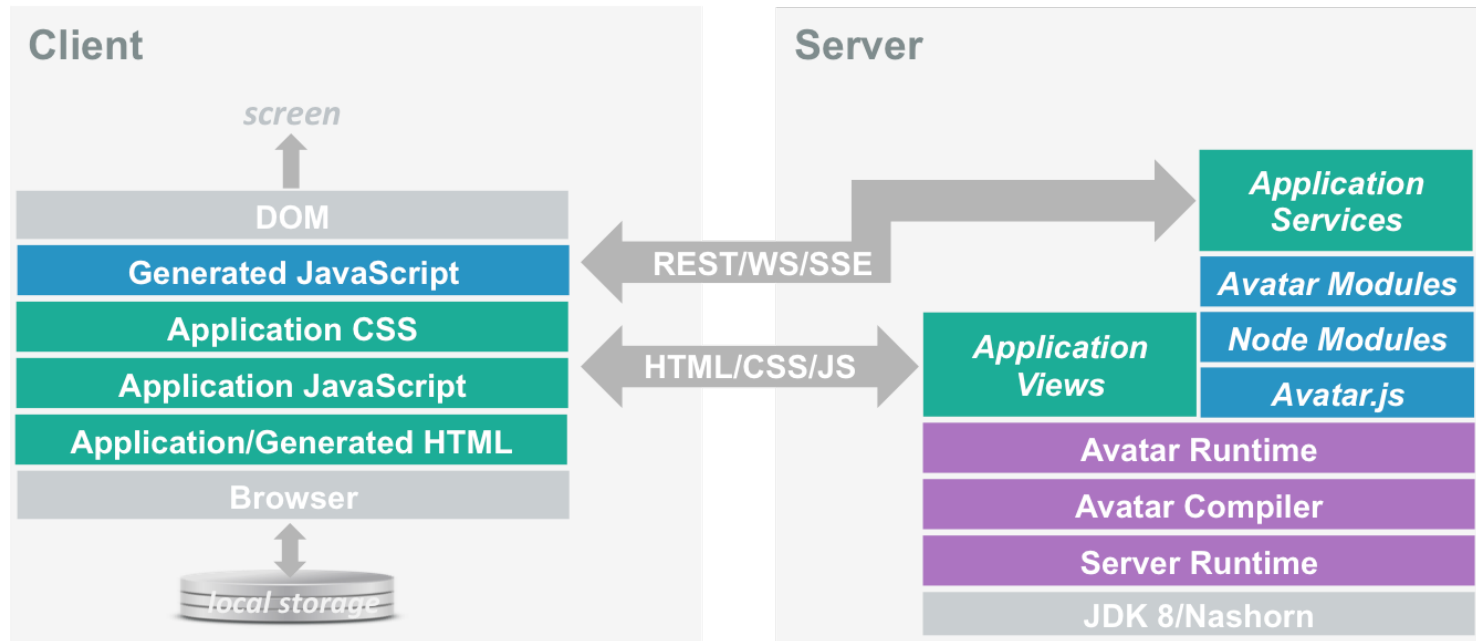 Client
screen
DOM
Generated JavaScript
Application CSS
Application JavaScript
Application/Generated HTML
Browser
local storage
REST/WS/SSE
HTML/CSS/JS
Server
Application
Services
Avatar Modules
Node Modules
Avatar.js
Application
Views
Avatar Runtime
Avatar Compiler
Server Runtime
JDK 8/Nashorn